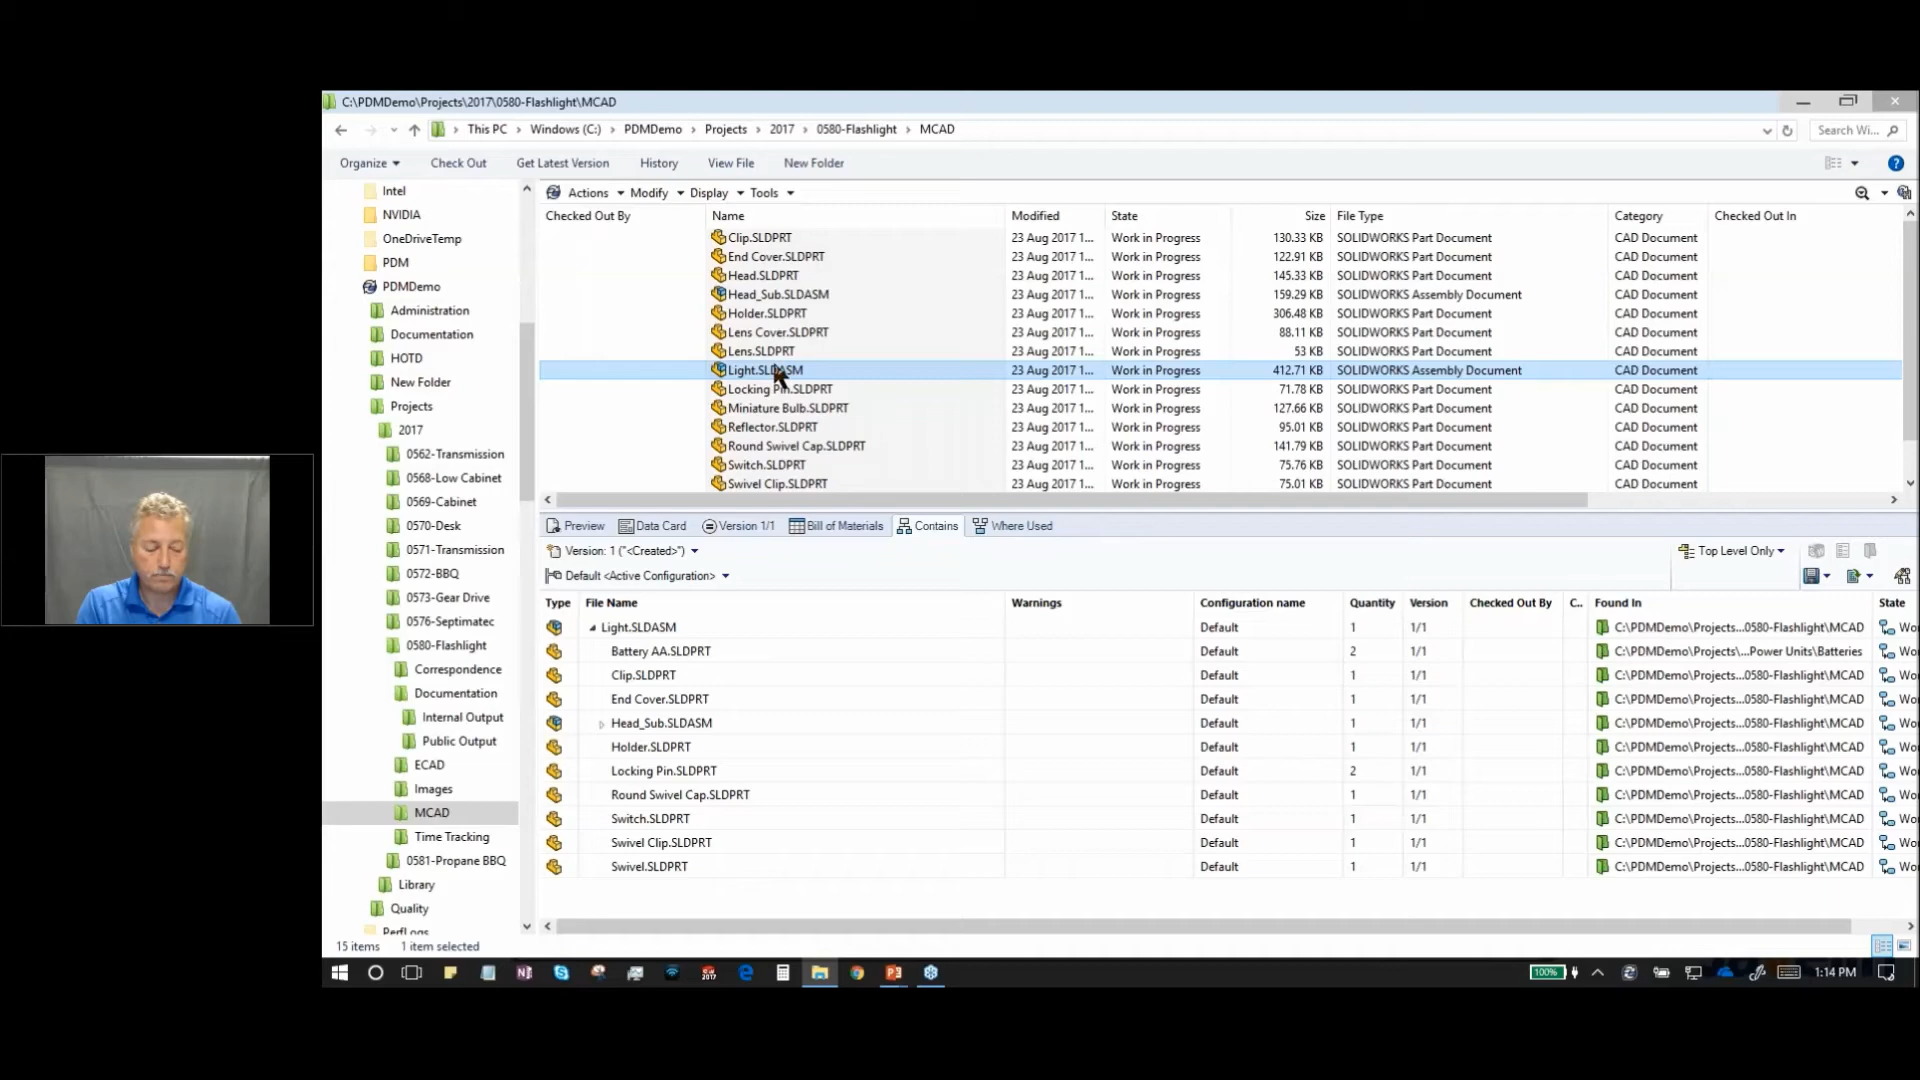 C:\PDMDemo\Projects\2017\0580-Flashlight\MCAD
This PC > Windows (C:) > PDMDemo > Projects > 2017 > 0580-Flashlight > MCAD
Search Wi...
Organize Check Out Get Latest Version History View File New Folder
Intel
NVIDIA
OneDriveTemp
PDM
PDMDemo
Administration
Documentation
HOTD
New Folder
Projects
2017
0562-Transmission
0568-Low Cabinet
0569-Cabinet
0570-Desk
0571-Transmission
0572-BBQ
0573-Gear Drive
0576-Septimatec
0580-Flashlight
Correspondence
Documentation
Internal Output
Public Output
ECAD
Images
MCAD
Time Tracking
0581-Propane BBQ
Library
Quality
PerfLogs
Actions Modify Display Tools
Checked Out By Name Modified State Size File Type Category Checked Out In
Clip.SLDPRT 23 Aug 2017 1... Work in Progress 130.33 KB SOLIDWORKS Part Document CAD Document
End Cover.SLDPRT 23 Aug 2017 1... Work in Progress 122.91 KB SOLIDWORKS Part Document CAD Document
Head.SLDPRT 23 Aug 2017 1... Work in Progress 145.33 KB SOLIDWORKS Part Document CAD Document
Head_Sub.SLDASM 23 Aug 2017 1... Work in Progress 159.29 KB SOLIDWORKS Assembly Document CAD Document
Holder.SLDPRT 23 Aug 2017 1... Work in Progress 306.48 KB SOLIDWORKS Part Document CAD Document
Lens Cover.SLDPRT 23 Aug 2017 1... Work in Progress 88.11 KB SOLIDWORKS Part Document CAD Document
Lens.SLDPRT 23 Aug 2017 1... Work in Progress 53 KB SOLIDWORKS Part Document CAD Document
Light.SLDASM 23 Aug 2017 1... Work in Progress 412.71 KB SOLIDWORKS Assembly Document CAD Document
Locking Pin.SLDPRT 23 Aug 2017 1... Work in Progress 71.78 KB SOLIDWORKS Part Document CAD Document
Miniature Bulb.SLDPRT 23 Aug 2017 1... Work in Progress 127.66 KB SOLIDWORKS Part Document CAD Document
Reflector.SLDPRT 23 Aug 2017 1... Work in Progress 95.01 KB SOLIDWORKS Part Document CAD Document
Round Swivel Cap.SLDPRT 23 Aug 2017 1... Work in Progress 141.79 KB SOLIDWORKS Part Document CAD Document
Switch.SLDPRT 23 Aug 2017 1... Work in Progress 75.76 KB SOLIDWORKS Part Document CAD Document
Swivel Clip.SLDPRT 23 Aug 2017 1... Work in Progress 75.01 KB SOLIDWORKS Part Document CAD Document
Preview Data Card Version 1/1 Bill of Materials Contains Where Used
Version: 1 ("<Created>") Top Level Only
Default <Active Configuration>
Type File Name Warnings Configuration name Quantity Version Checked Out By C.. Found In State
Light.SLDASM Default 1 1/1 C:\PDMDemo\Projects...0580-Flashlight\MCAD Wo
Battery AA.SLDPRT Default 2 1/1 C:\PDMDemo\Projects\...Power Units\Batteries Wo
Clip.SLDPRT Default 1 1/1 C:\PDMDemo\Projects...0580-Flashlight\MCAD Wo
End Cover.SLDPRT Default 1 1/1 C:\PDMDemo\Projects...0580-Flashlight\MCAD Wo
Head_Sub.SLDASM Default 1 1/1 C:\PDMDemo\Projects...0580-Flashlight\MCAD Wo
Holder.SLDPRT Default 1 1/1 C:\PDMDemo\Projects...0580-Flashlight\MCAD Wo
Locking Pin.SLDPRT Default 2 1/1 C:\PDMDemo\Projects...0580-Flashlight\MCAD Wo
Round Swivel Cap.SLDPRT Default 1 1/1 C:\PDMDemo\Projects...0580-Flashlight\MCAD Wo
Switch.SLDPRT Default 1 1/1 C:\PDMDemo\Projects...0580-Flashlight\MCAD Wo
Swivel Clip.SLDPRT Default 1 1/1 C:\PDMDemo\Projects...0580-Flashlight\MCAD Wo
Swivel.SLDPRT Default 1 1/1 C:\PDMDemo\Projects...0580-Flashlight\MCAD Wo
15 items 1 item selected
100% 1:14 PM